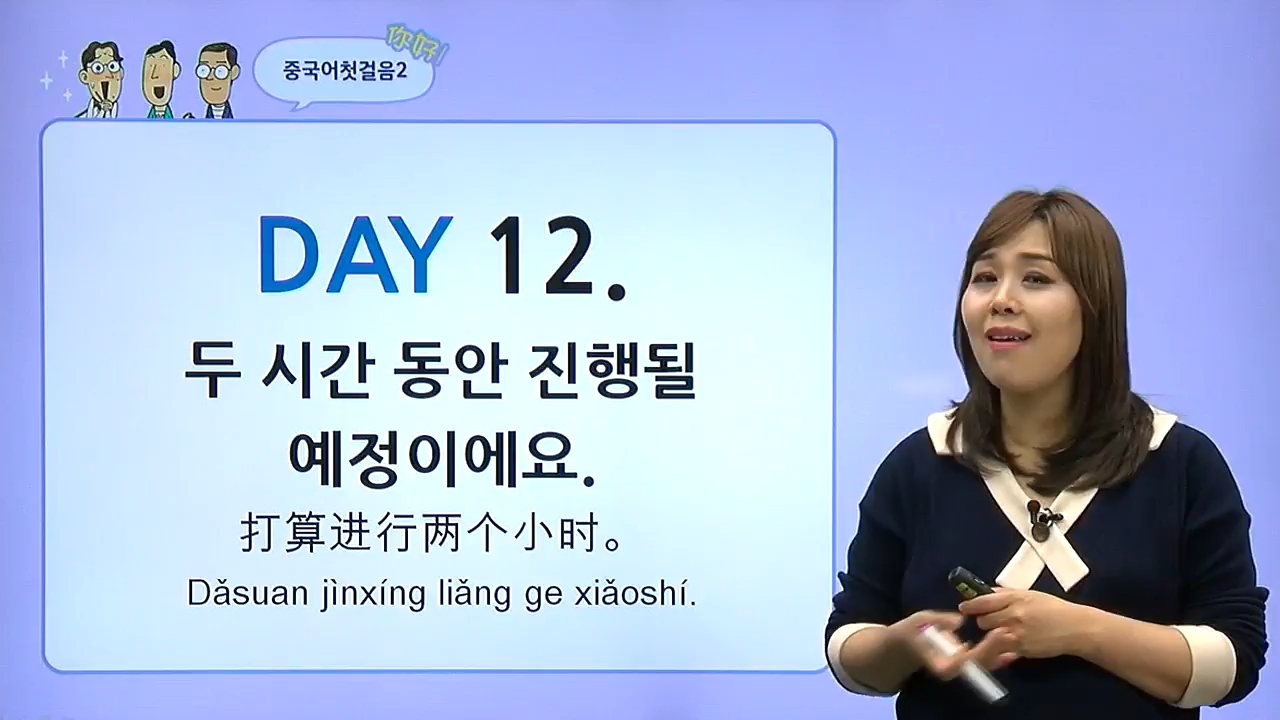 你好!
중국어첫걸음2
DAY 12.
두 시간 동안 진행될
예정이에요.
打算进行两个小时。
Dǎsuan jìnxíng liǎng ge xiǎoshí.